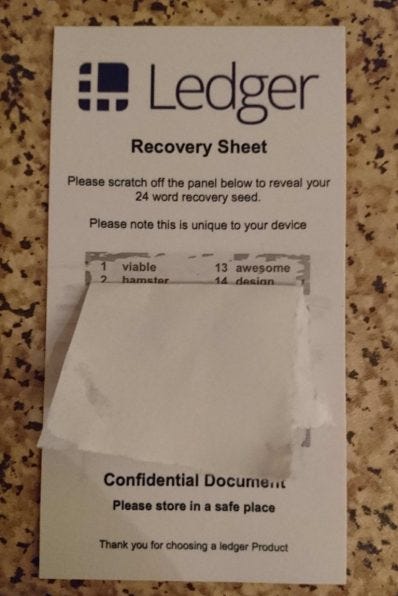 Ledger
Recovery Sheet
Please scratch off the panel below to reveal your
24 word recovery seed.
Please note this is unique to your device
1 viable 13 awesome
2 hamster 14 design
Confidential Document
Please store in a safe place
Thank you for choosing a ledger Product